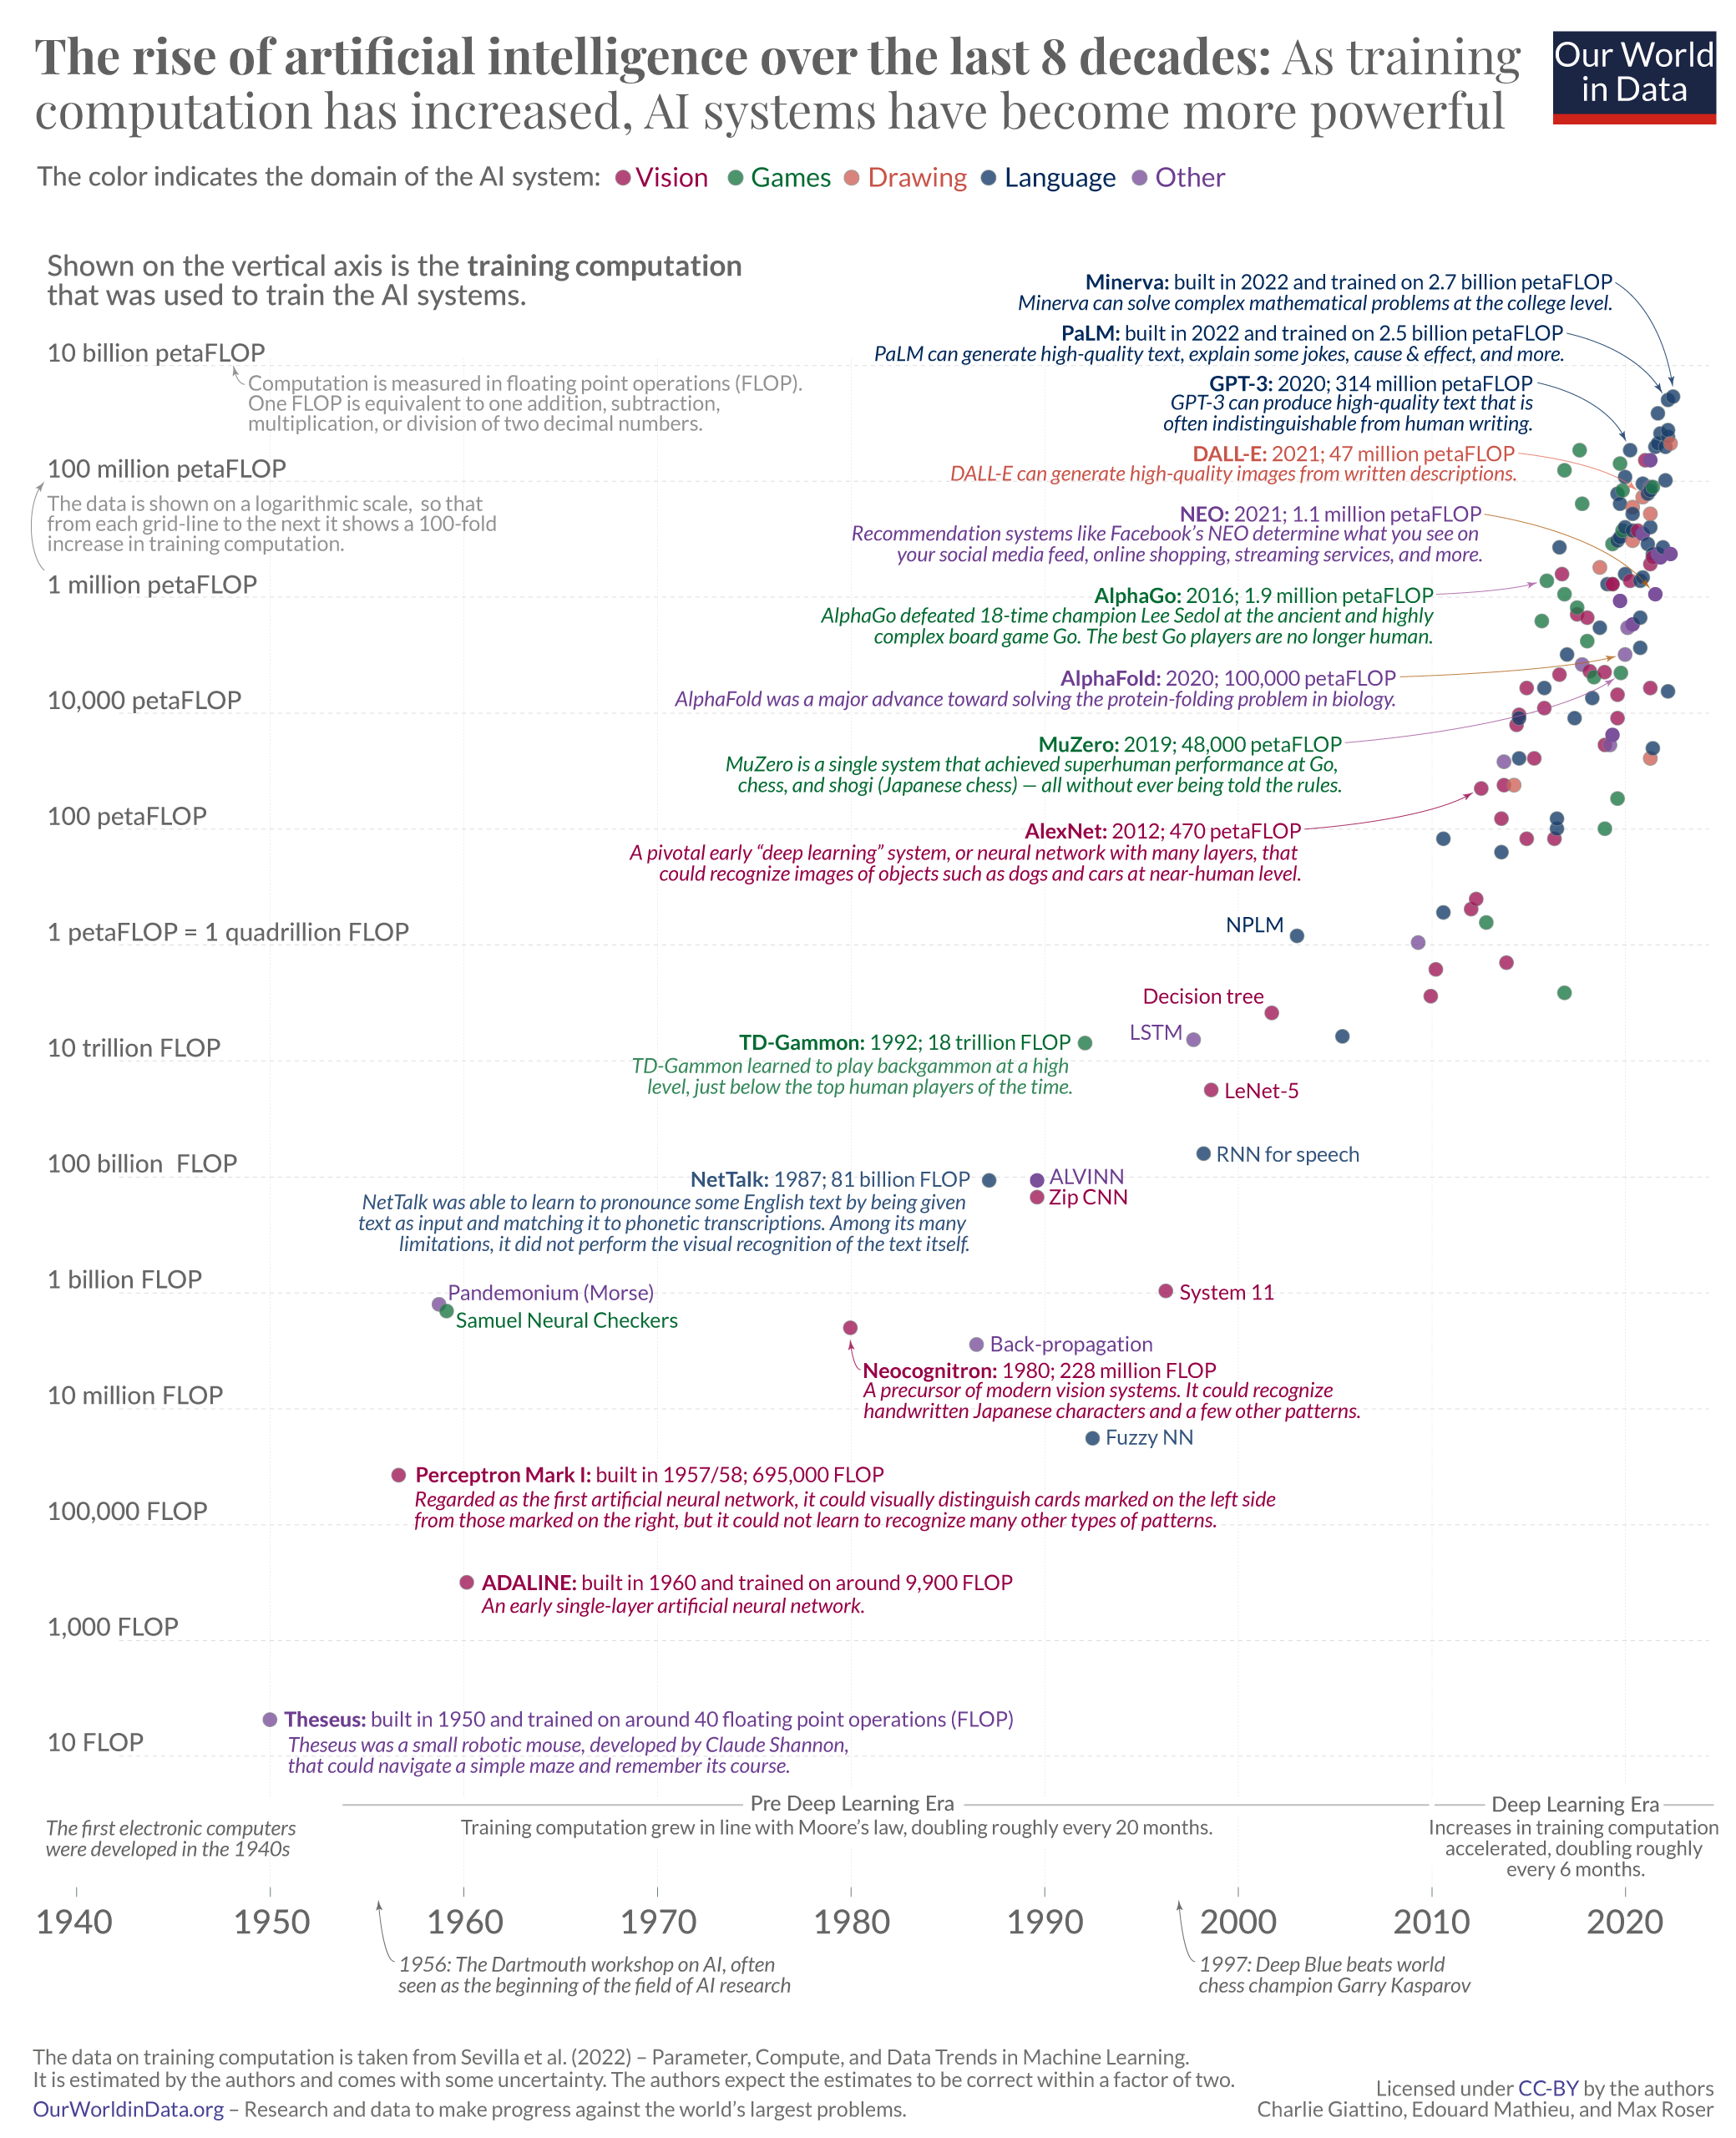 The rise of artificial intelligence over the last 8 decades: As training
computation has increased, AI systems have become more powerful
Our World
in Data
The color indicates the domain of the AI system: Vision Games Drawing Language Other
Shown on the vertical axis is the training computation
that was used to train the AI systems.
Minerva: built in 2022 and trained on 2.7 billion petaFLOP
Minerva can solve complex mathematical problems at the college level.
PaLM: built in 2022 and trained on 2.5 billion petaFLOP
PaLM can generate high-quality text, explain some jokes, cause & effect, and more.
10 billion petaFLOP
Computation is measured in floating point operations (FLOP).
One FLOP is equivalent to one addition, subtraction,
multiplication, or division of two decimal numbers.
GPT-3: 2020; 314 million petaFLOP
GPT-3 can produce high-quality text that is
often indistinguishable from human writing.
DALL-E: 2021; 47 million petaFLOP
DALL-E can generate high-quality images from written descriptions.
100 million petaFLOP
The data is shown on a logarithmic scale, so that
from each grid-line to the next it shows a 100-fold
increase in training computation.
NEO: 2021; 1.1 million petaFLOP
Recommendation systems like Facebook's NEO determine what you see on
your social media feed, online shopping, streaming services, and more.
1 million petaFLOP
AlphaGo: 2016; 1.9 million petaFLOP
AlphaGo defeated 18-time champion Lee Sedol at the ancient and highly
complex board game Go. The best Go players are no longer human.
AlphaFold: 2020; 100,000 petaFLOP
AlphaFold was a major advance toward solving the protein-folding problem in biology.
10,000 petaFLOP
MuZero: 2019; 48,000 petaFLOP
MuZero is a single system that achieved superhuman performance at Go,
chess, and shogi (Japanese chess) — all without ever being told the rules.
100 petaFLOP
AlexNet: 2012; 470 petaFLOP
A pivotal early “deep learning” system, or neural network with many layers, that
could recognize images of objects such as dogs and cars at near-human level.
NPLM
1 petaFLOP = 1 quadrillion FLOP
Decision tree
LSTM
TD-Gammon: 1992; 18 trillion FLOP
TD-Gammon learned to play backgammon at a high
level, just below the top human players of the time.
10 trillion FLOP
LeNet-5
RNN for speech
100 billion FLOP
NetTalk: 1987; 81 billion FLOP
NetTalk was able to learn to pronounce some English text by being given
text as input and matching it to phonetic transcriptions. Among its many
limitations, it did not perform the visual recognition of the text itself.
ALVINN
Zip CNN
1 billion FLOP
Pandemonium (Morse)
Samuel Neural Checkers
System 11
Back-propagation
Neocognitron: 1980; 228 million FLOP
A precursor of modern vision systems. It could recognize
handwritten Japanese characters and a few other patterns.
10 million FLOP
Fuzzy NN
Perceptron Mark I: built in 1957/58; 695,000 FLOP
Regarded as the first artificial neural network, it could visually distinguish cards marked on the left side
from those marked on the right, but it could not learn to recognize many other types of patterns.
100,000 FLOP
ADALINE: built in 1960 and trained on around 9,900 FLOP
An early single-layer artificial neural network.
1,000 FLOP
Theseus: built in 1950 and trained on around 40 floating point operations (FLOP)
Theseus was a small robotic mouse, developed by Claude Shannon,
that could navigate a simple maze and remember its course.
10 FLOP
The first electronic computers
were developed in the 1940s
Pre Deep Learning Era
Training computation grew in line with Moore's law, doubling roughly every 20 months.
Deep Learning Era
Increases in training computation
accelerated, doubling roughly
every 6 months.
1940 1950 1960 1970 1980 1990 2000 2010 2020
1956: The Dartmouth workshop on AI, often
seen as the beginning of the field of AI research
1997: Deep Blue beats world
chess champion Garry Kasparov
The data on training computation is taken from Sevilla et al. (2022) – Parameter, Compute, and Data Trends in Machine Learning.
It is estimated by the authors and comes with some uncertainty. The authors expect the estimates to be correct within a factor of two.
OurWorldinData.org – Research and data to make progress against the world's largest problems.
Licensed under CC-BY by the authors
Charlie Giattino, Edouard Mathieu, and Max Roser